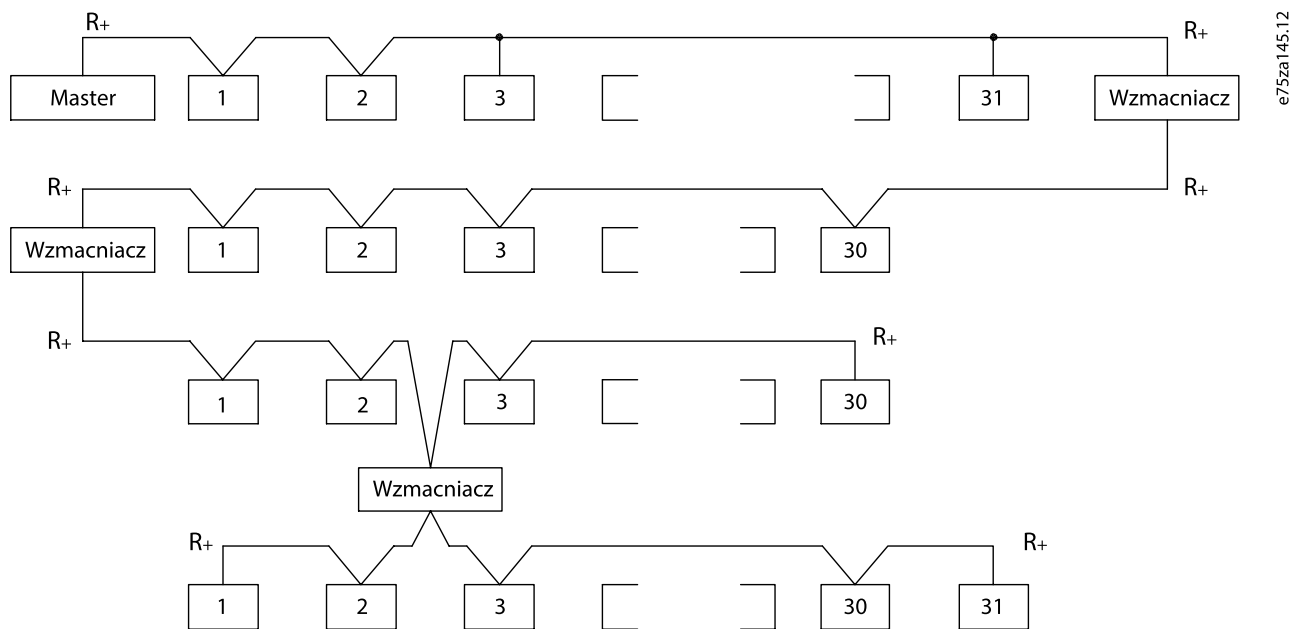 R+ R+
Master 1 2 3 31 Wzmacniacz
R+ R+
Wzmacniacz 1 2 3 30
R+ R+
1 2 3 30
Wzmacniacz
R+ R+
1 2 3 30 31
e75za145.12